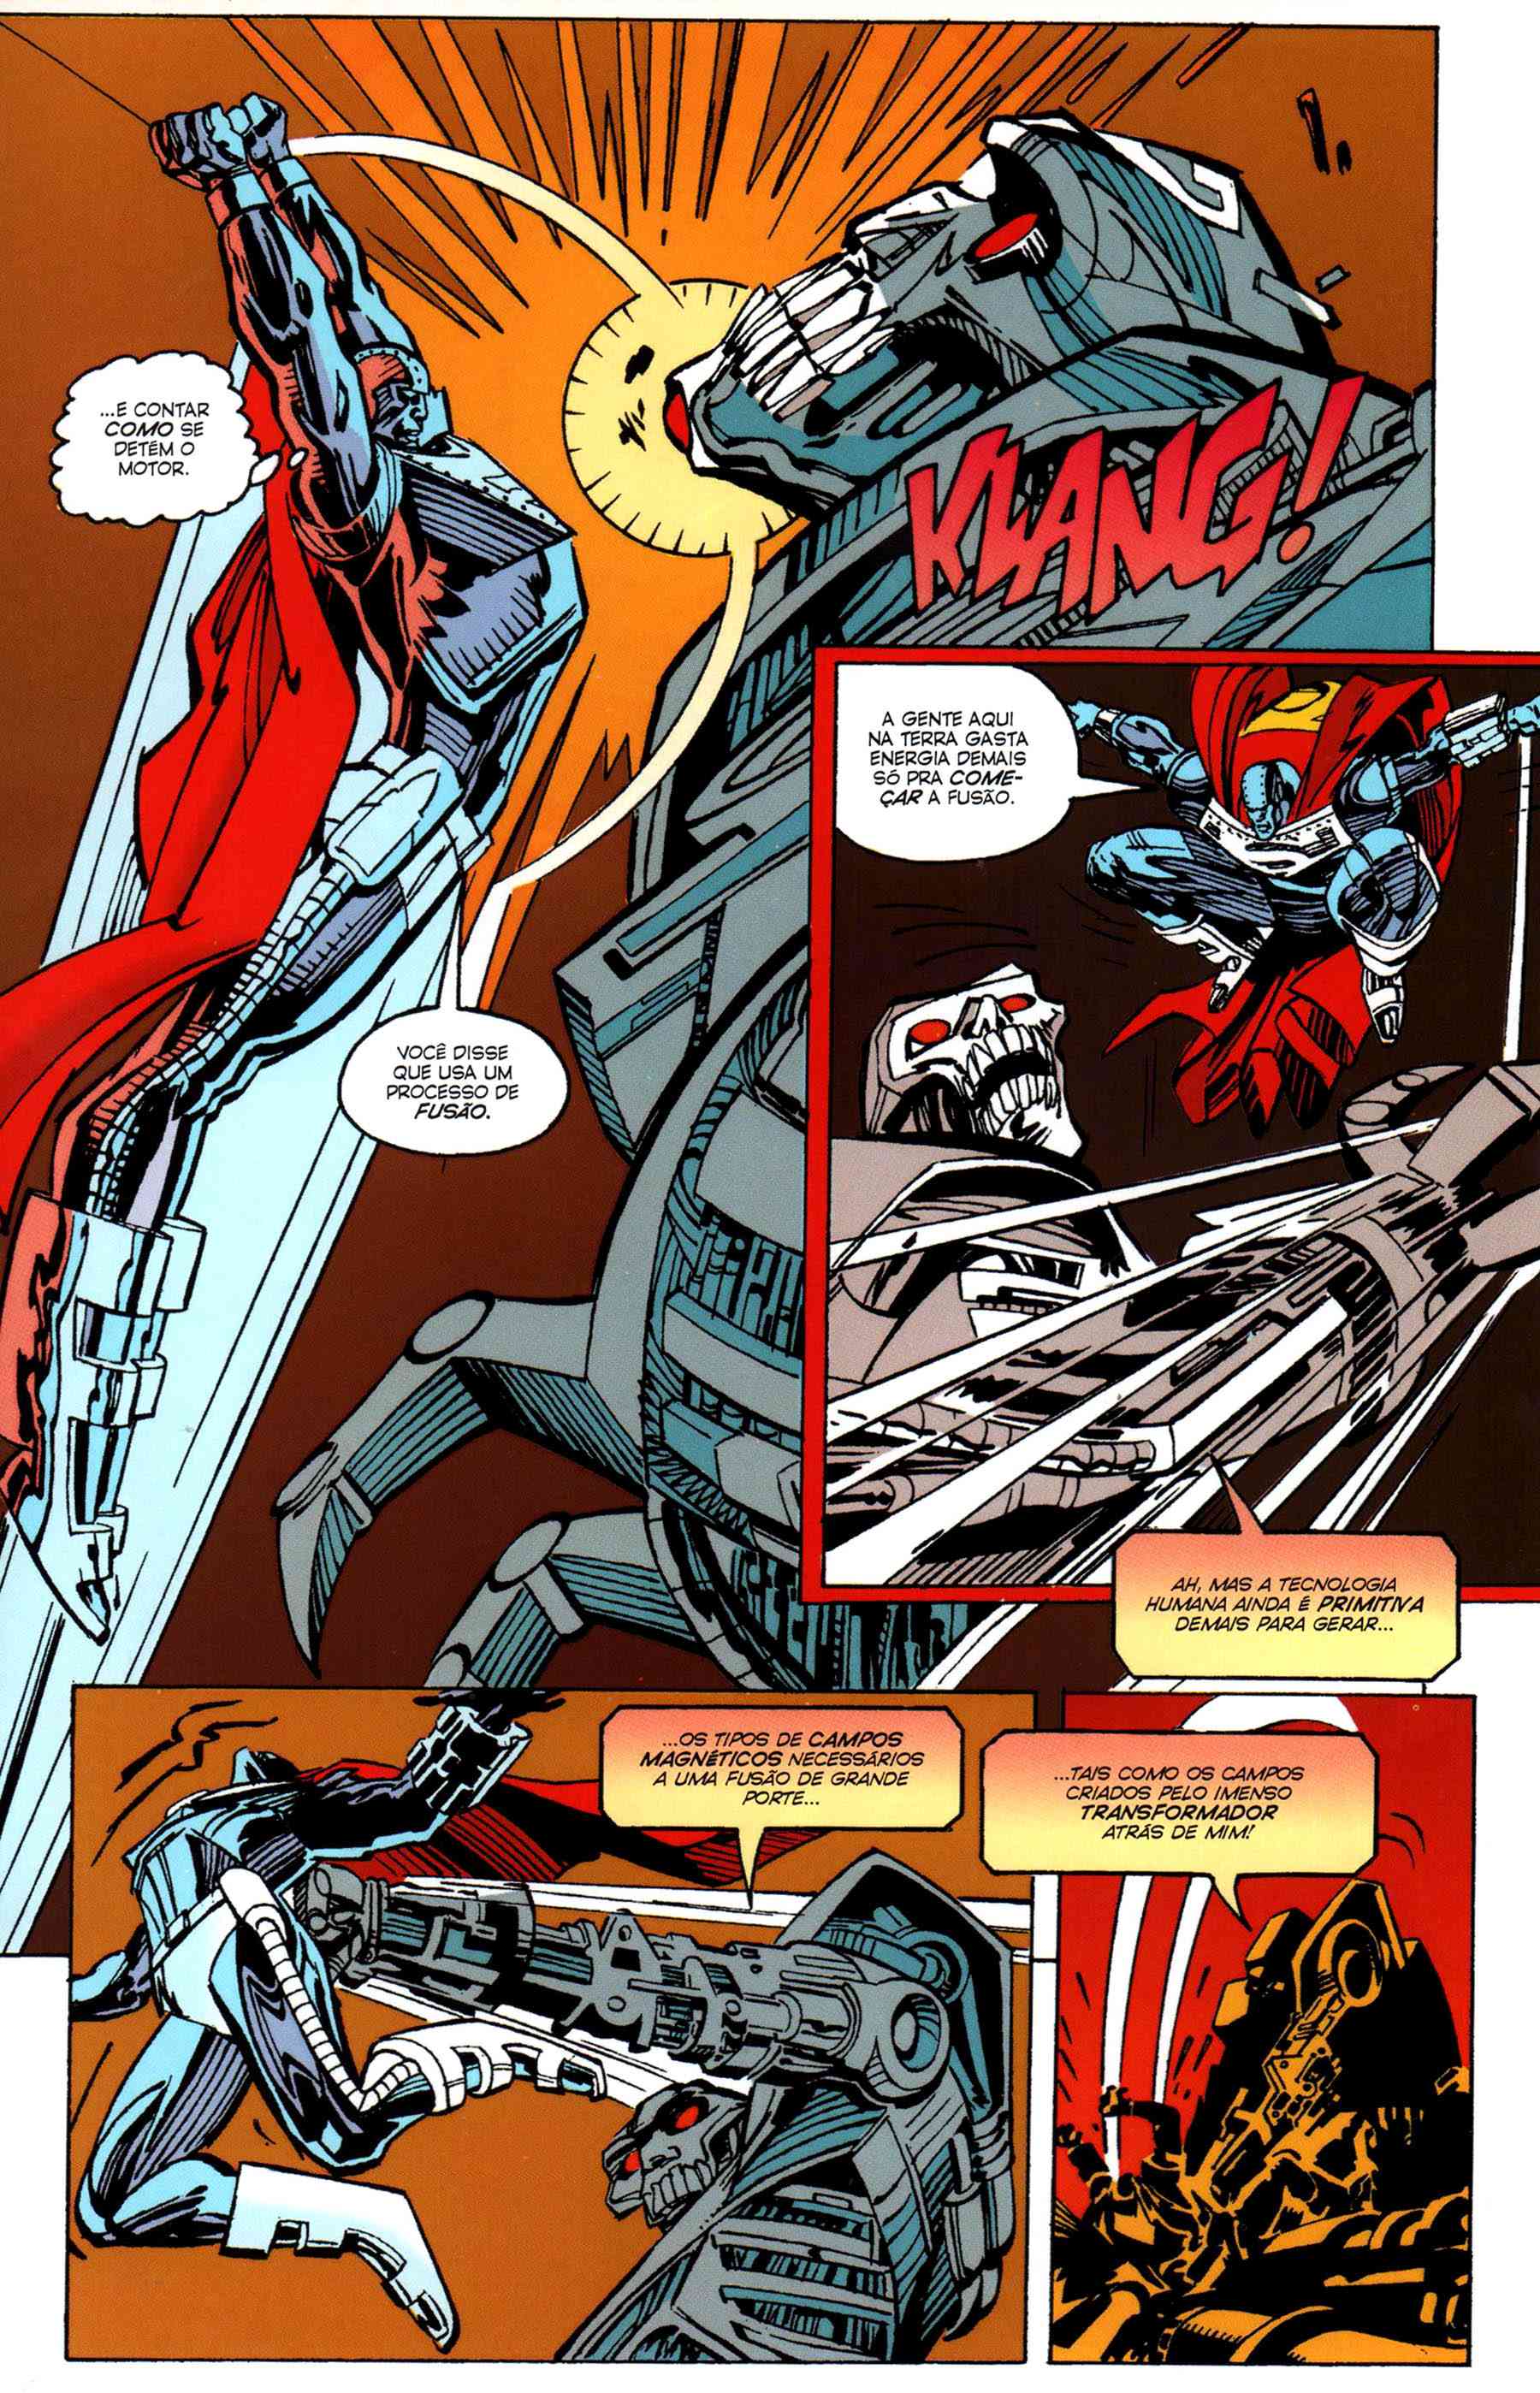 ...E CONTAR
COMO SE
DETÉM O
MOTOR.
KLANG!
VOCÊ DISSE
QUE USA UM
PROCESSO DE
FUSÃO.
A GENTE AQUI
NA TERRA GASTA
ENERGIA DEMAIS
SÓ PRA COME-
ÇAR A FUSÃO.
AH, MAS A TECNOLOGIA
HUMANA AINDA É PRIMITIVA
DEMAIS PARA GERAR...
...OS TIPOS DE CAMPOS
MAGNÉTICOS NECESSÁRIOS
A UMA FUSÃO DE GRANDE
PORTE...
...TAIS COMO OS CAMPOS
CRIADOS PELO IMENSO
TRANSFORMADOR
ATRÁS DE MIM!